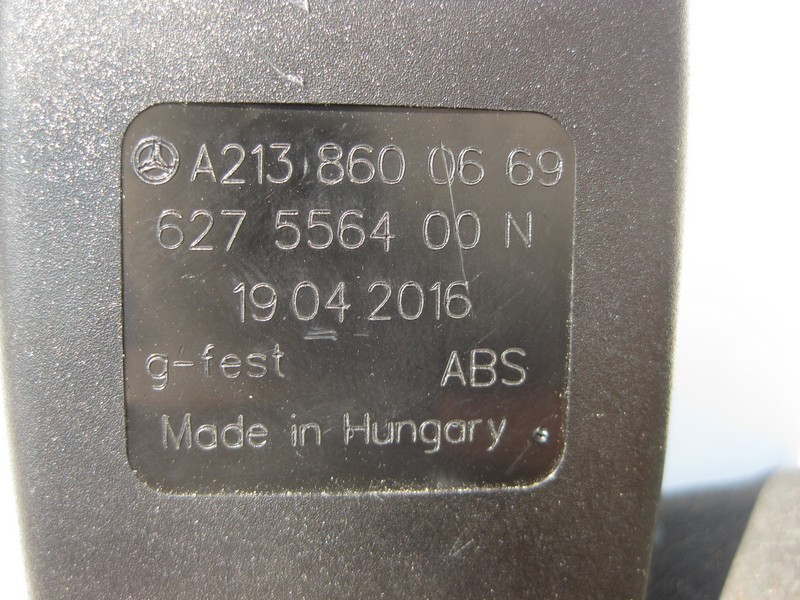 A213 860 06 69
627 5564 00 N
19.04 2016
g-fest ABS
Made in Hungary